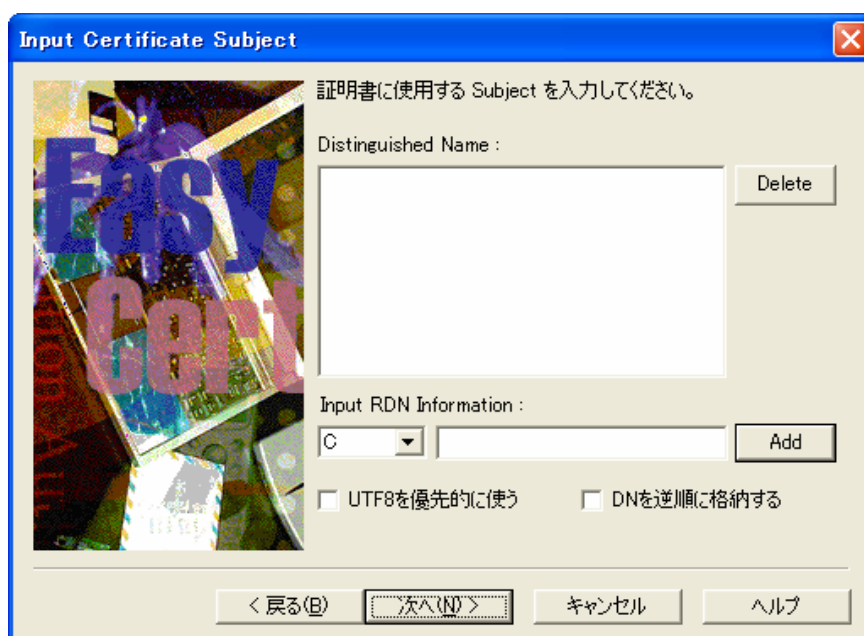 Input Certificate Subject
証明書に使用する Subject を入力してください。
Easy
Cert
Distinguished Name :
Delete
Input RDN Information :
C
Add
UTF8を優先的に使う
DNを逆順に格納する
< 戻る(B)
次へ(N) >
キャンセル
ヘルプ